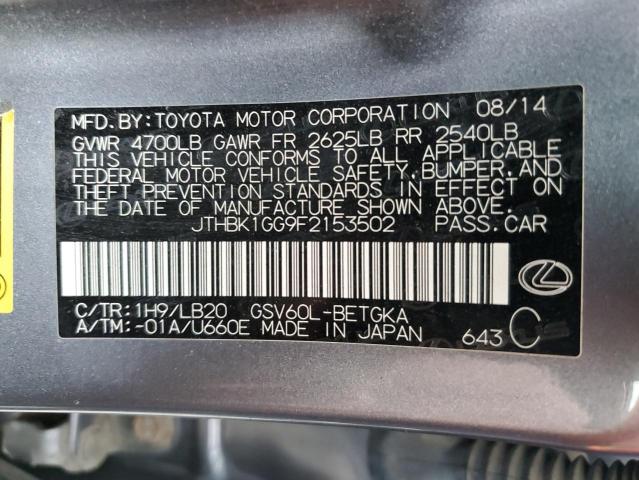 MFD.BY:TOYOTA MOTOR CORPORATION 08/14
GVWR 4700LB GAWR FR 2625LB RR 2540LB
THIS VEHICLE CONFORMS TO ALL APPLICABLE
FEDERAL MOTOR VEHICLE SAFETY,BUMPER,AND
THEFT PREVENTION STANDARDS IN EFFECT ON
THE DATE OF MANUFACTURE SHOWN ABOVE.
JTHBK1GG9F2153502 PASS.CAR
C/TR:1H9/LB20 GSV60L-BETGKA
A/TM:-01A/U660E MADE IN JAPAN 643 C